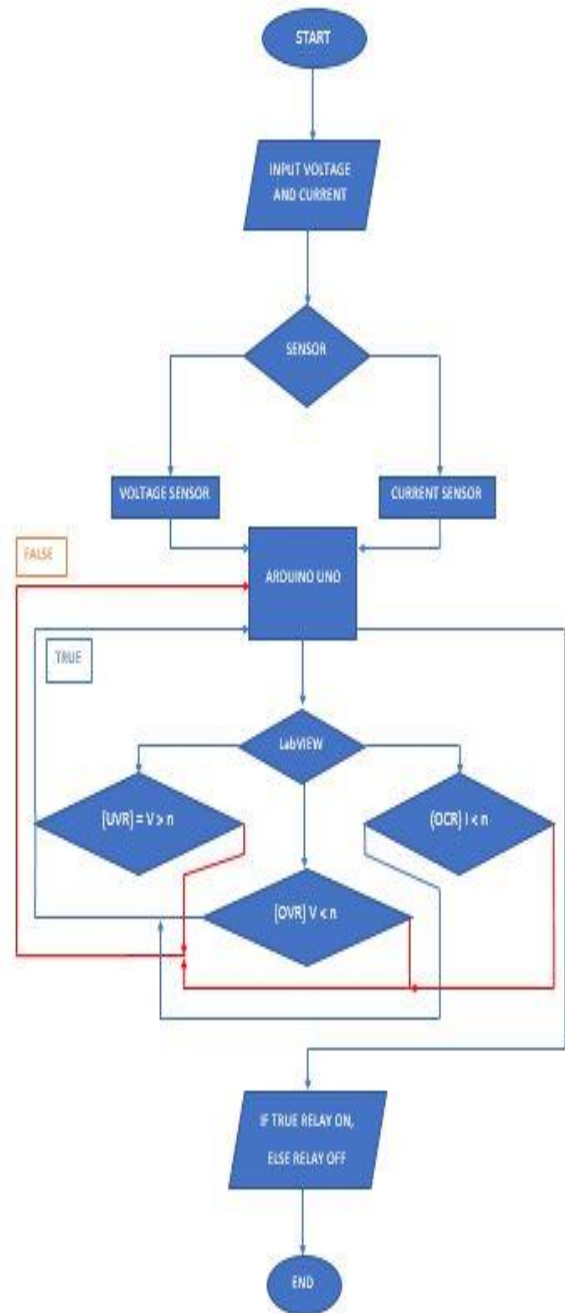 START
INPUT VOLTAGE
AND CURRENT
SENSOR
VOLTAGE SENSOR
CURRENT SENSOR
FALSE
ARDUINO UNO
TRUE
LabVIEW
[UVR] = V > n
(OCR) I < n
[OVR] V < n
IF TRUE RELAY ON,
ELSE RELAY OFF
END